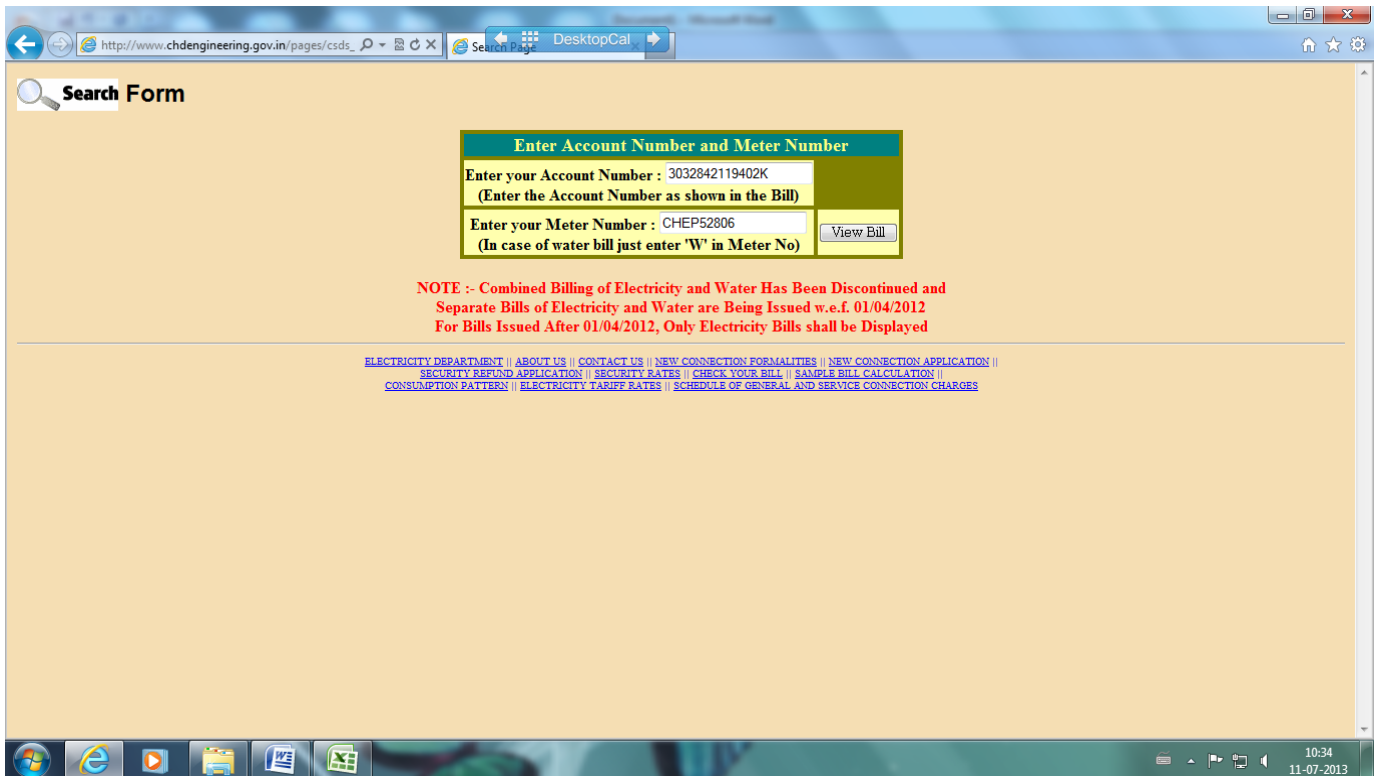 http://www.chdengineering.gov.in/pages/csds_
Search Page
DesktopCal
Search Form
Enter Account Number and Meter Number
Enter your Account Number : 3032842119402K
(Enter the Account Number as shown in the Bill)
Enter your Meter Number : CHEP52806
View Bill
(In case of water bill just enter 'W' in Meter No)
NOTE :- Combined Billing of Electricity and Water Has Been Discontinued and
Separate Bills of Electricity and Water are Being Issued w.e.f. 01/04/2012
For Bills Issued After 01/04/2012, Only Electricity Bills shall be Displayed
ELECTRICITY DEPARTMENT || ABOUT US || CONTACT US || NEW CONNECTION FORMALITIES || NEW CONNECTION APPLICATION ||
SECURITY REFUND APPLICATION || SECURITY RATES || CHECK YOUR BILL || SAMPLE BILL CALCULATION ||
CONSUMPTION PATTERN || ELECTRICITY TARIFF RATES || SCHEDULE OF GENERAL AND SERVICE CONNECTION CHARGES
10:34
11-07-2013